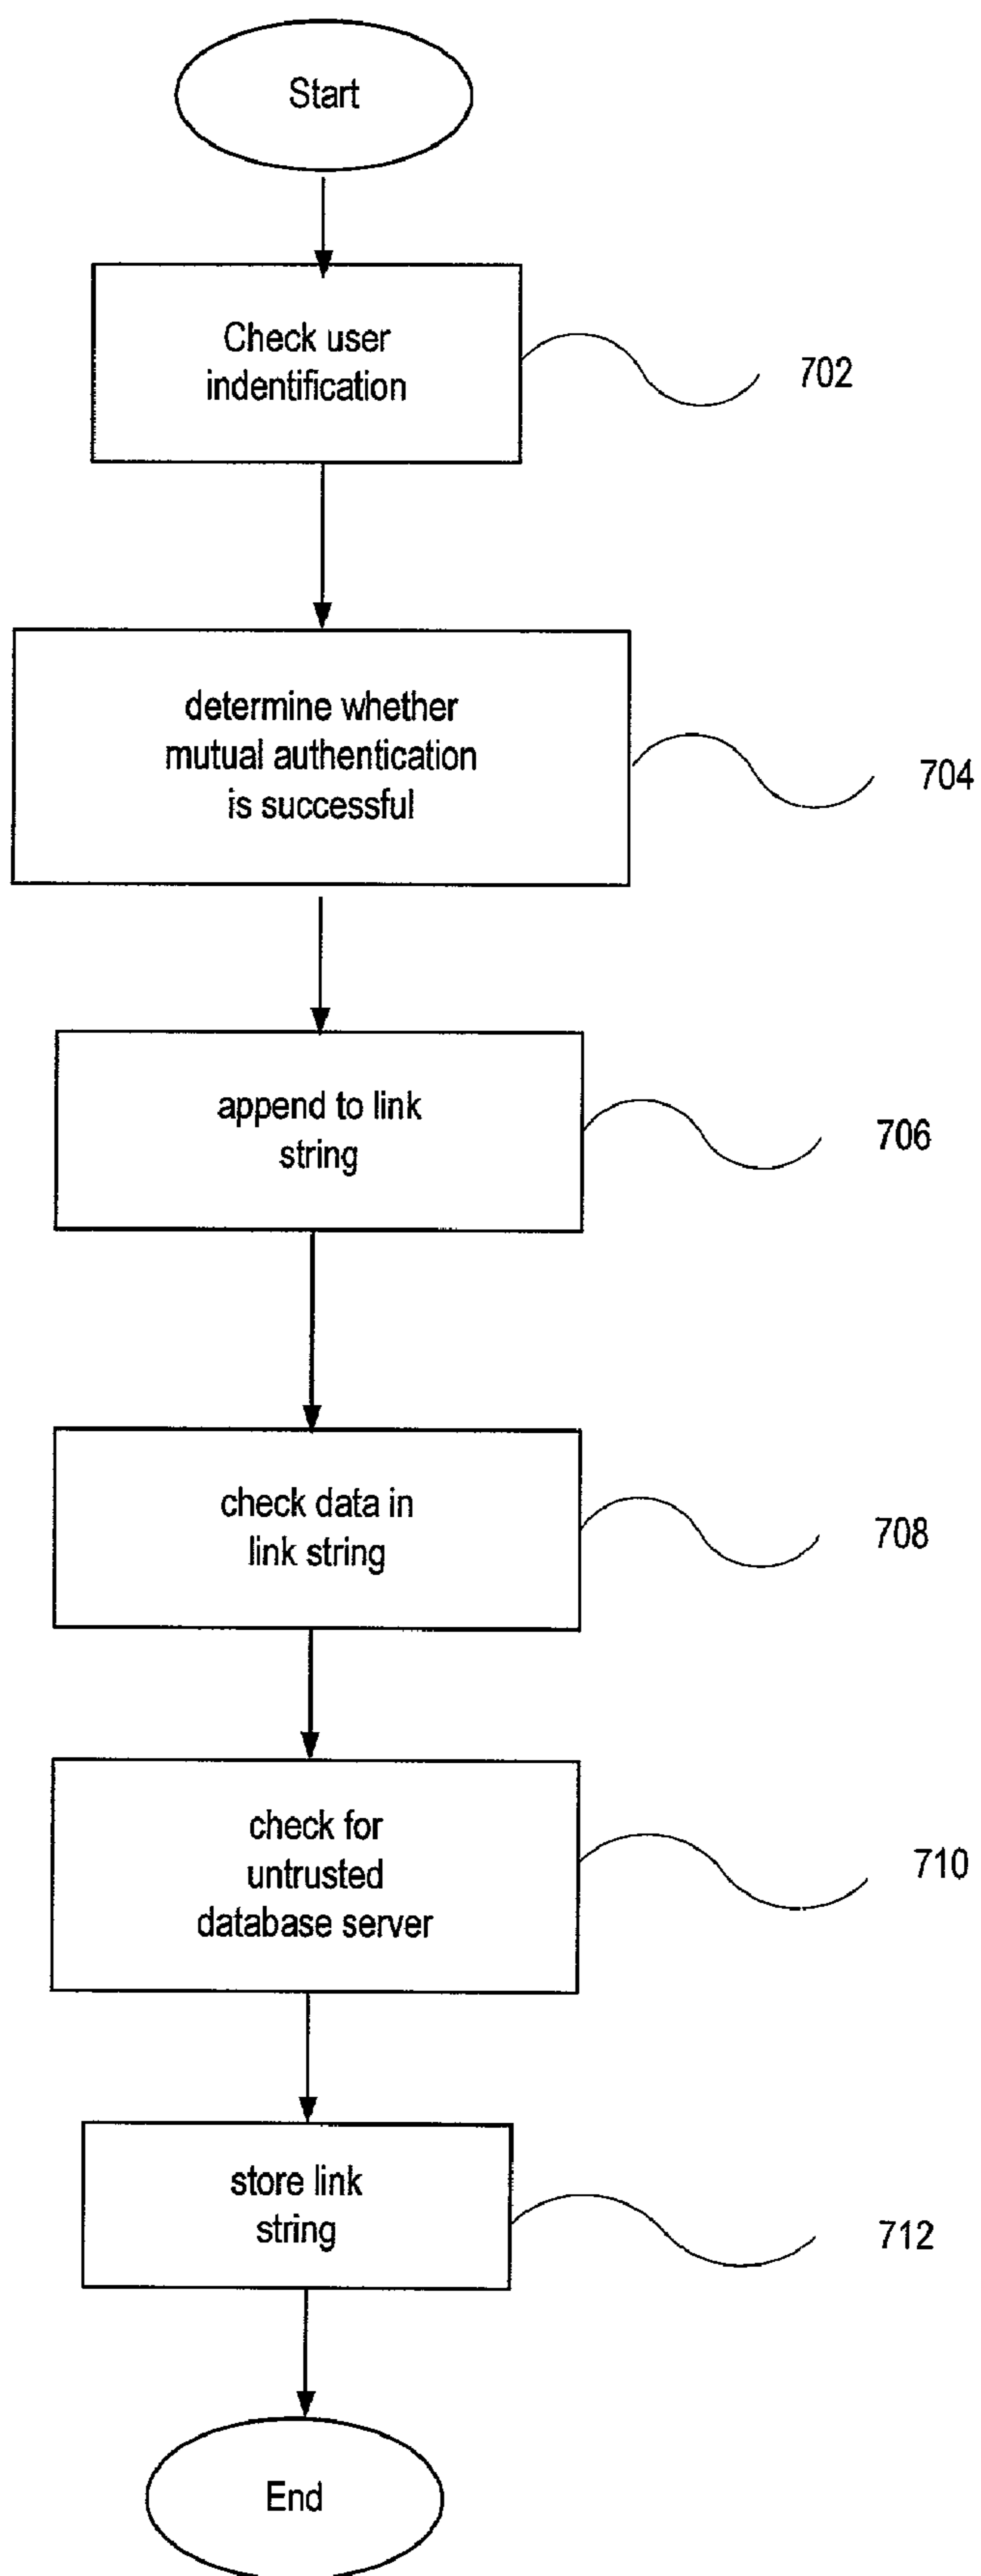 Start
Check user
indentification
702
determine whether
mutual authentication
is successful
704
append to link
string
706
check data in
link string
708
check for
untrusted
database server
710
store link
string
712
End